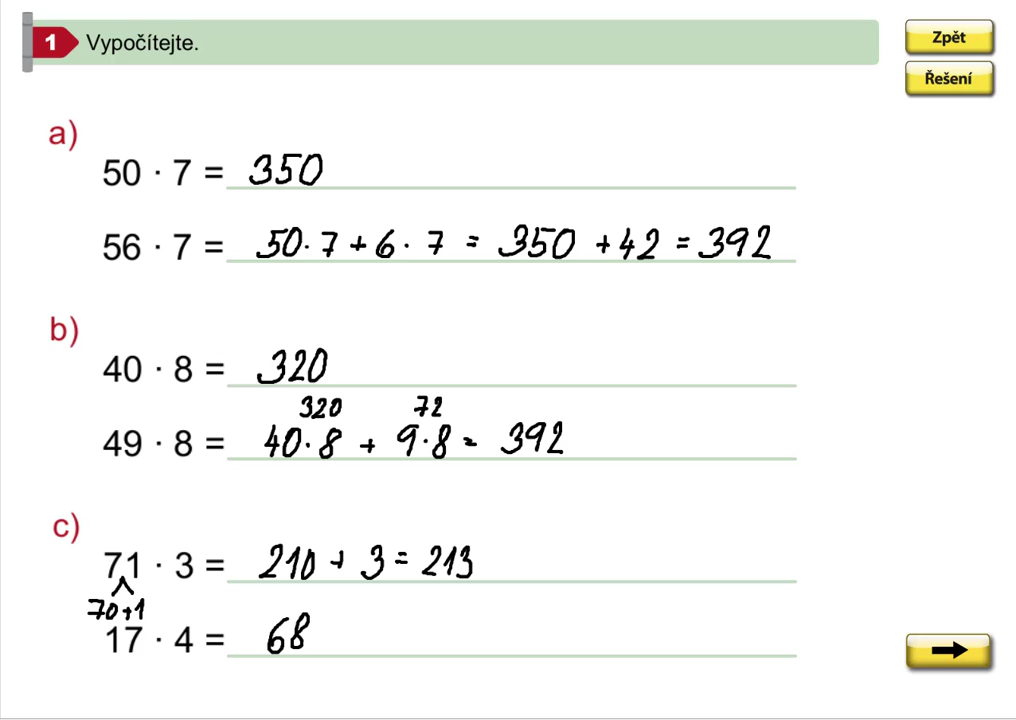 1 Vypočítejte.
Zpět
Řešení
a)
50 · 7 = 350
56 · 7 = 50 · 7 + 6 · 7 = 350 + 42 = 392
b)
40 · 8 = 320
320 72
49 · 8 = 40 · 8 + 9 · 8 = 392
c)
71 · 3 = 210 + 3 = 213
70+1
17 · 4 = 68